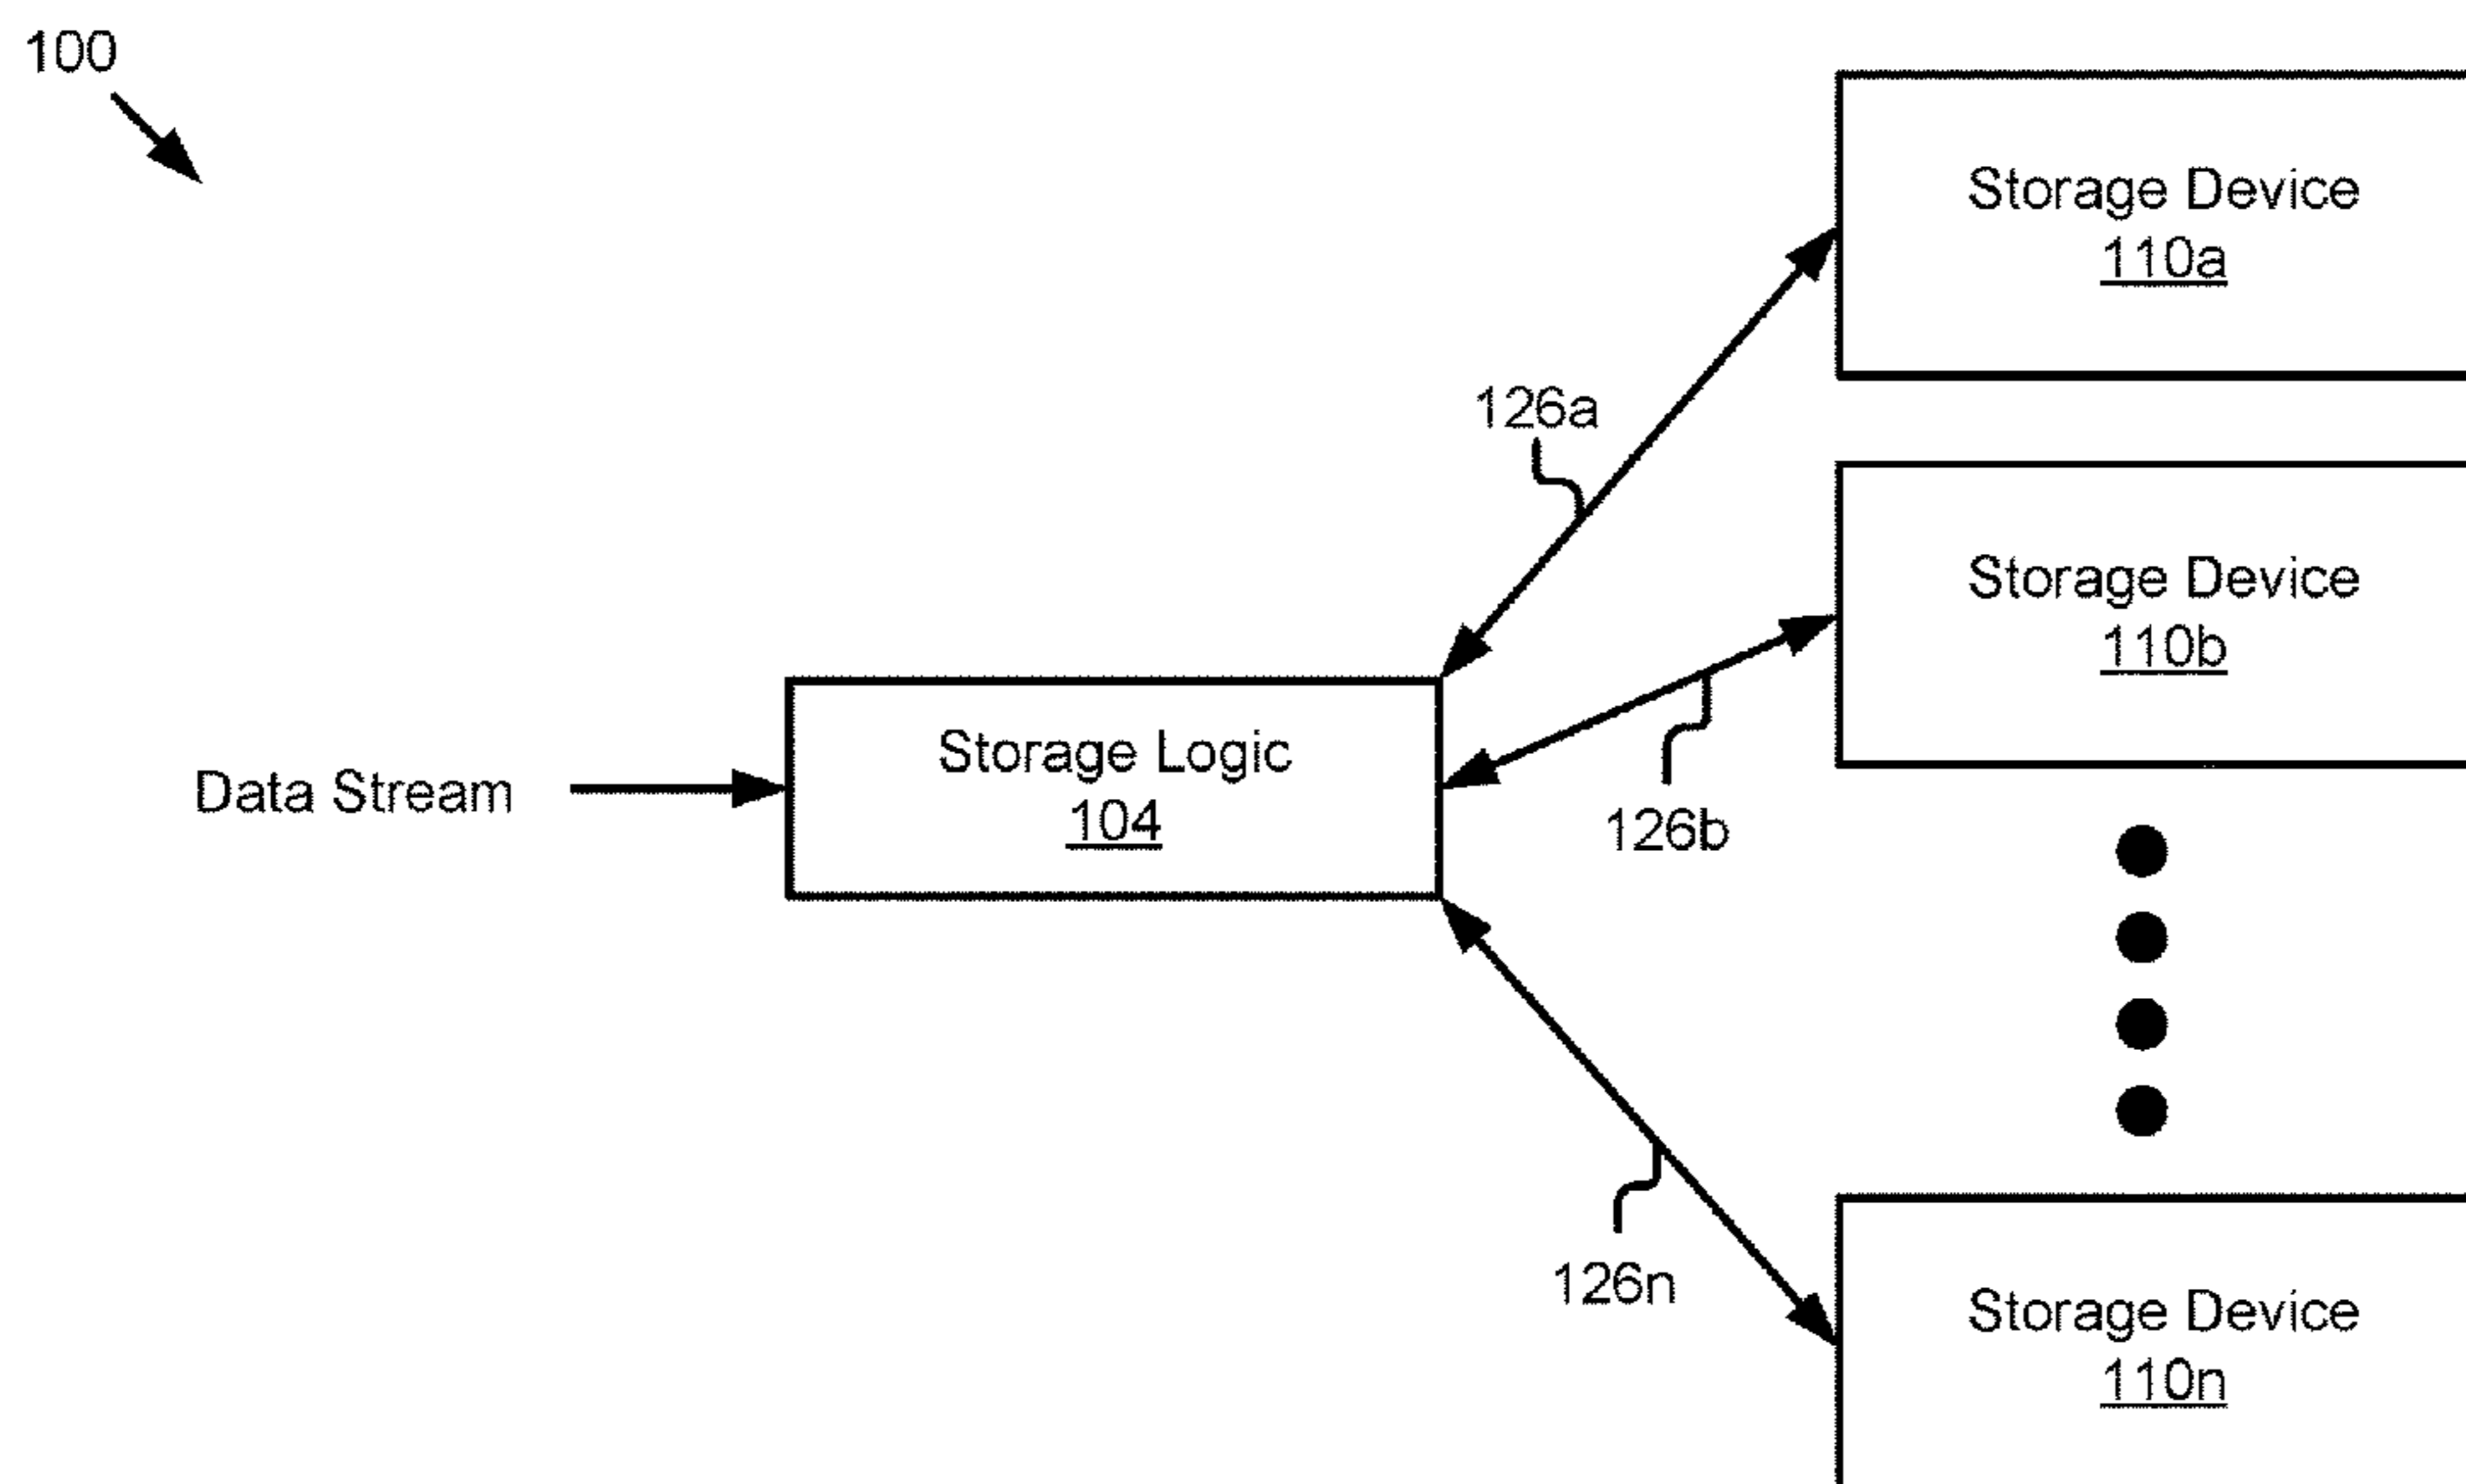 100
Storage Device
110a
126a
Storage Device
110b
Storage Logic
104
Data Stream
126b
126n
Storage Device
110n